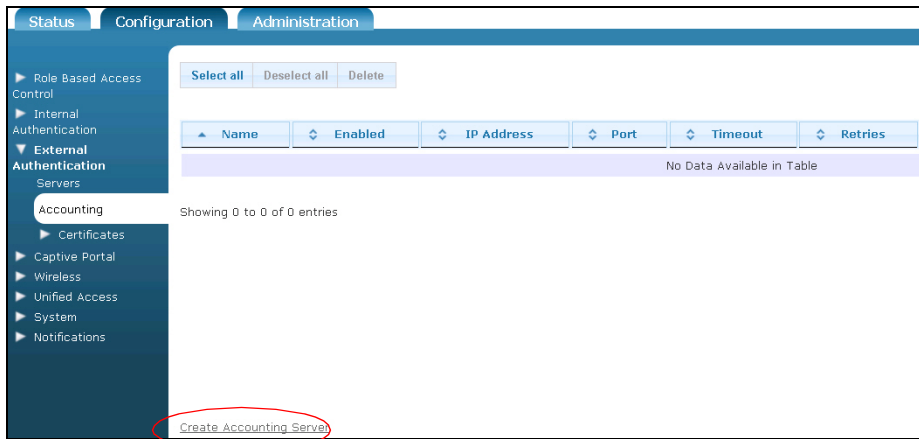 Status Configuration Administration
Role Based Access
Control
Internal
Authentication
External
Authentication
Servers
Accounting
Certificates
Captive Portal
Wireless
Unified Access
System
Notifications
Select all Deselect all Delete
Name Enabled IP Address Port Timeout Retries
No Data Available in Table
Showing 0 to 0 of 0 entries
Create Accounting Server